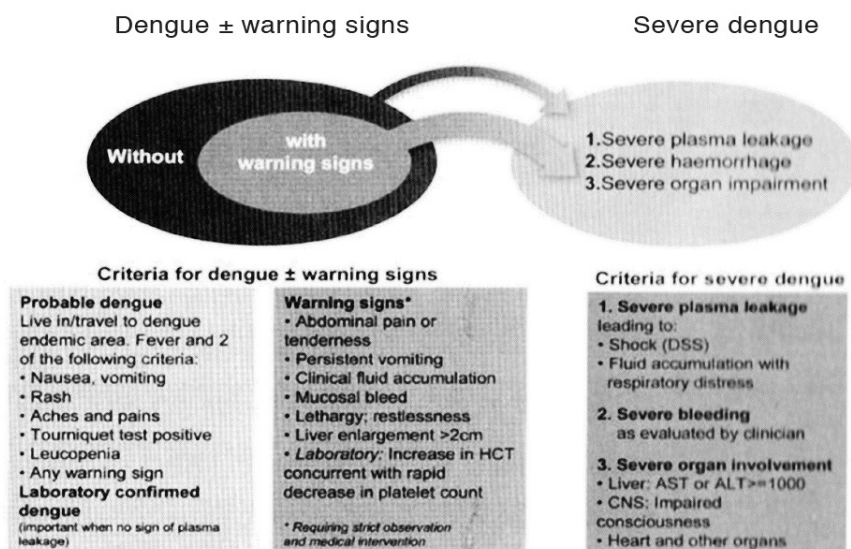 Dengue ± warning signs
Severe dengue
Without
with
warning signs
1.Severe plasma leakage
2.Severe haemorrhage
3.Severe organ impairment
Criteria for dengue ± warning signs
Probable dengue
Live in/travel to dengue
endemic area. Fever and 2
of the following criteria:
• Nausea, vomiting
• Rash
• Aches and pains
• Tourniquet test positive
• Leucopenia
• Any warning sign
Laboratory confirmed
dengue
(important when no sign of plasma
leakage)
Warning signs*
• Abdominal pain or
tenderness
• Persistent vomiting
• Clinical fluid accumulation
• Mucosal bleed
• Lethargy; restlessness
• Liver enlargement >2cm
• Laboratory: Increase in HCT
concurrent with rapid
decrease in platelet count
* Requiring strict observation
and medical intervention
Criteria for severe dengue
1. Severe plasma leakage
leading to:
• Shock (DSS)
• Fluid accumulation with
respiratory distress
2. Severe bleeding
as evaluated by clinician
3. Severe organ involvement
• Liver: AST or ALT>=1000
• CNS: Impaired
consciousness
• Heart and other organs